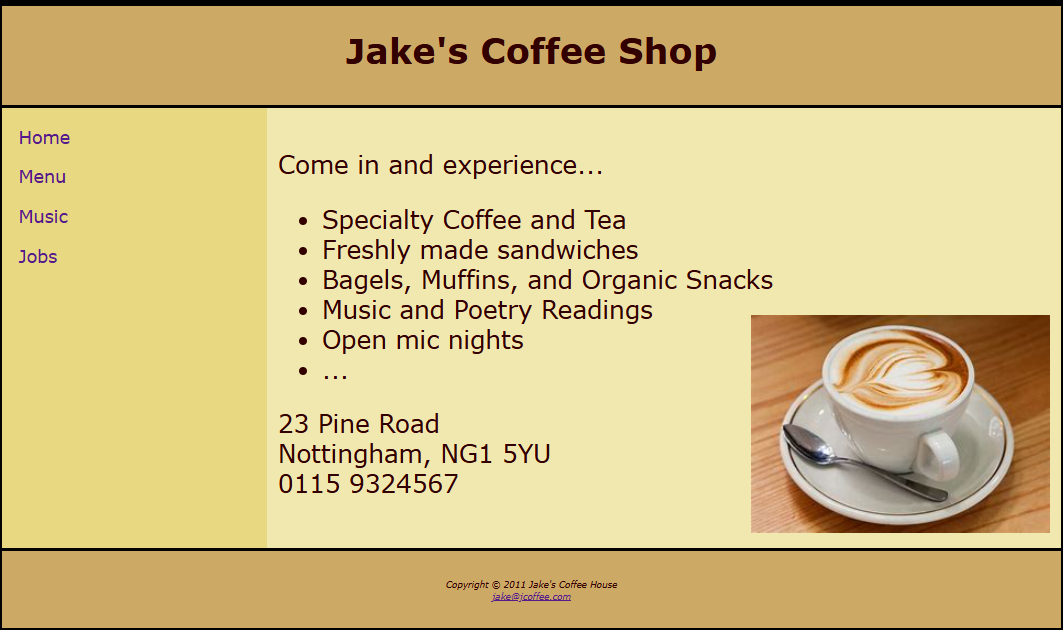 Jake's Coffee Shop
Home
Menu
Music
Jobs
Come in and experience...
• Specialty Coffee and Tea
• Freshly made sandwiches
• Bagels, Muffins, and Organic Snacks
• Music and Poetry Readings
• Open mic nights
• ...
23 Pine Road
Nottingham, NG1 5YU
0115 9324567
Copyright © 2011 Jake's Coffee House
jake@jcoffee.com